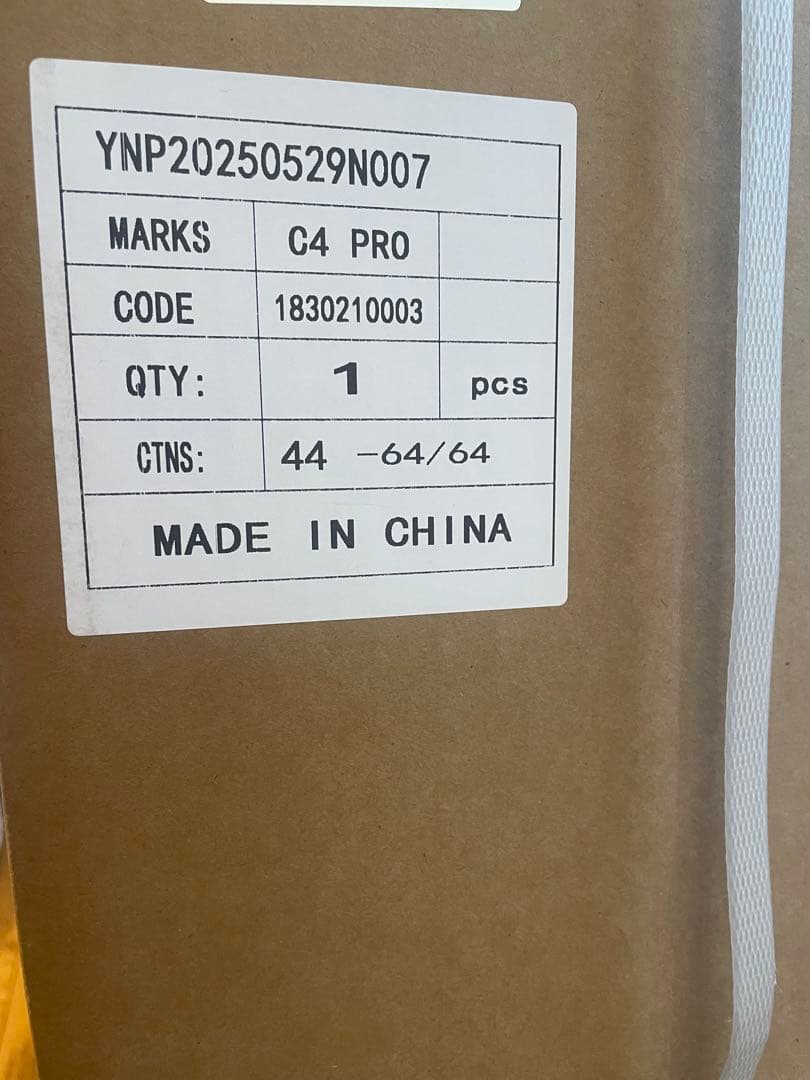 YNP20250529N007
MARKS C4 PRO
CODE 1830210003
QTY: 1 pcs
CTNS: 44 -64/64
MADE IN CHINA